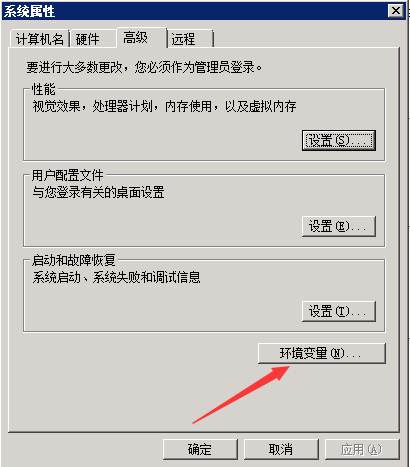 系统属性
计算机名 硬件 高级 远程
要进行大多数更改，您必须作为管理员登录。
性能
视觉效果，处理器计划，内存使用，以及虚拟内存
设置(S)...
用户配置文件
与您登录有关的桌面设置
设置(E)...
启动和故障恢复
系统启动、系统失败和调试信息
设置(T)...
环境变量(N)...
确定 取消 应用(A)